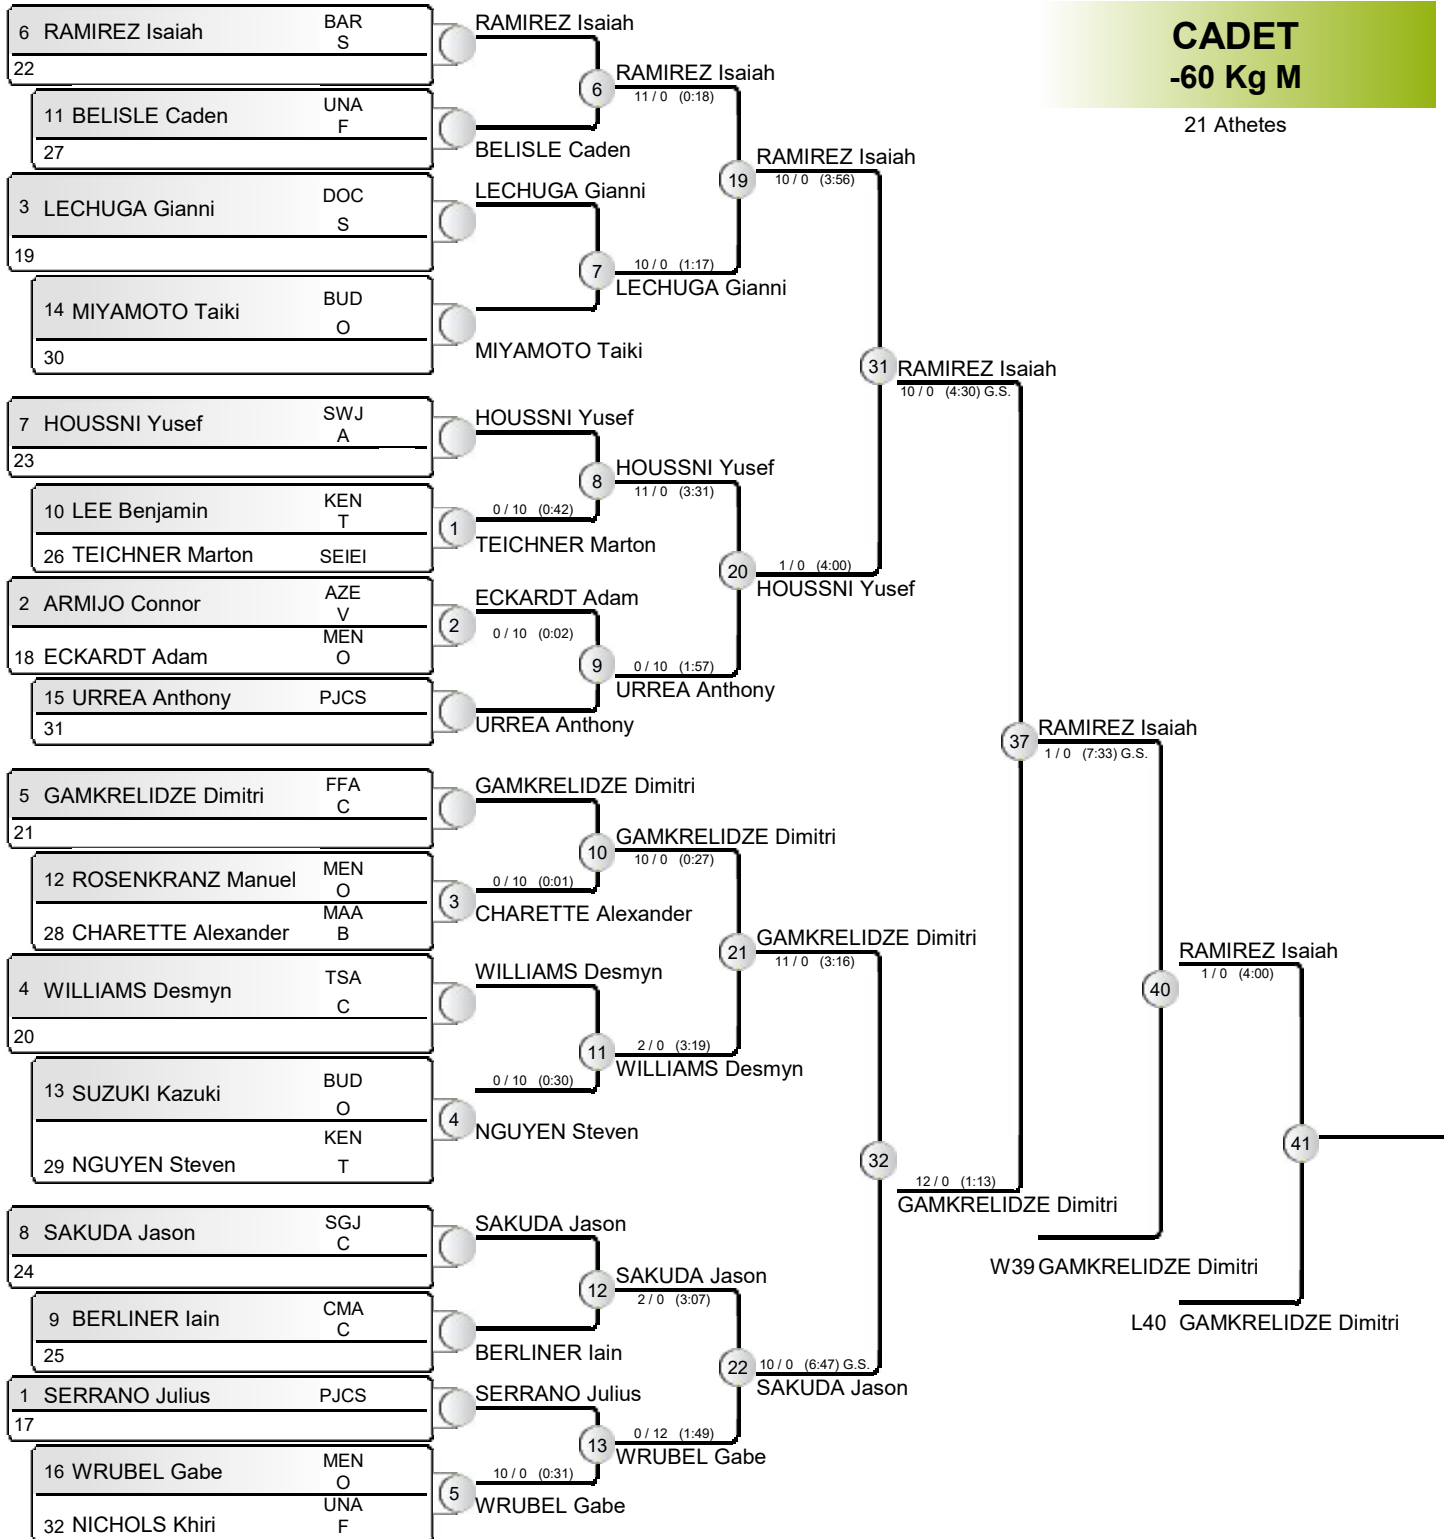 CADET
-60 Kg M
21 Athetes
6 RAMIREZ Isaiah BAR S
22
11 BELISLE Caden UNA F
27
3 LECHUGA Gianni DOC S
19
14 MIYAMOTO Taiki BUD O
30
7 HOUSSNI Yusef SWJ A
23
10 LEE Benjamin KEN T
26 TEICHNER Marton SEIEI
2 ARMIJO Connor AZE V
18 ECKARDT Adam MEN O
15 URREA Anthony PJCS
31
5 GAMKRELIDZE Dimitri FFA C
21
12 ROSENKRANZ Manuel MEN O
28 CHARETTE Alexander MAA B
4 WILLIAMS Desmyn TSA C
20
13 SUZUKI Kazuki BUD O
29 NGUYEN Steven KEN T
8 SAKUDA Jason SGJ C
24
9 BERLINER Iain CMA C
25
1 SERRANO Julius PJCS
17
16 WRUBEL Gabe MEN O
32 NICHOLS Khiri UNA F
RAMIREZ Isaiah
6
BELISLE Caden
LECHUGA Gianni
7
MIYAMOTO Taiki
HOUSSNI Yusef
8
1
0 / 10 (0:42)
TEICHNER Marton
2
ECKARDT Adam
0 / 10 (0:02)
9
URREA Anthony
GAMKRELIDZE Dimitri
10
3
0 / 10 (0:01)
CHARETTE Alexander
WILLIAMS Desmyn
11
4
0 / 10 (0:30)
NGUYEN Steven
SAKUDA Jason
12
BERLINER Iain
SERRANO Julius
13
5
10 / 0 (0:31)
WRUBEL Gabe
RAMIREZ Isaiah
11 / 0 (0:18)
19
10 / 0 (1:17)
LECHUGA Gianni
HOUSSNI Yusef
11 / 0 (3:31)
20
0 / 10 (1:57)
URREA Anthony
GAMKRELIDZE Dimitri
10 / 0 (0:27)
21
2 / 0 (3:19)
WILLIAMS Desmyn
SAKUDA Jason
2 / 0 (3:07)
22
0 / 12 (1:49)
WRUBEL Gabe
RAMIREZ Isaiah
10 / 0 (3:56)
31
1 / 0 (4:00)
HOUSSNI Yusef
GAMKRELIDZE Dimitri
11 / 0 (3:16)
32
10 / 0 (6:47) G.S.
SAKUDA Jason
RAMIREZ Isaiah
10 / 0 (4:30) G.S.
37
12 / 0 (1:13)
GAMKRELIDZE Dimitri
RAMIREZ Isaiah
1 / 0 (7:33) G.S.
40
W39 GAMKRELIDZE Dimitri
RAMIREZ Isaiah
1 / 0 (4:00)
41
L40 GAMKRELIDZE Dimitri